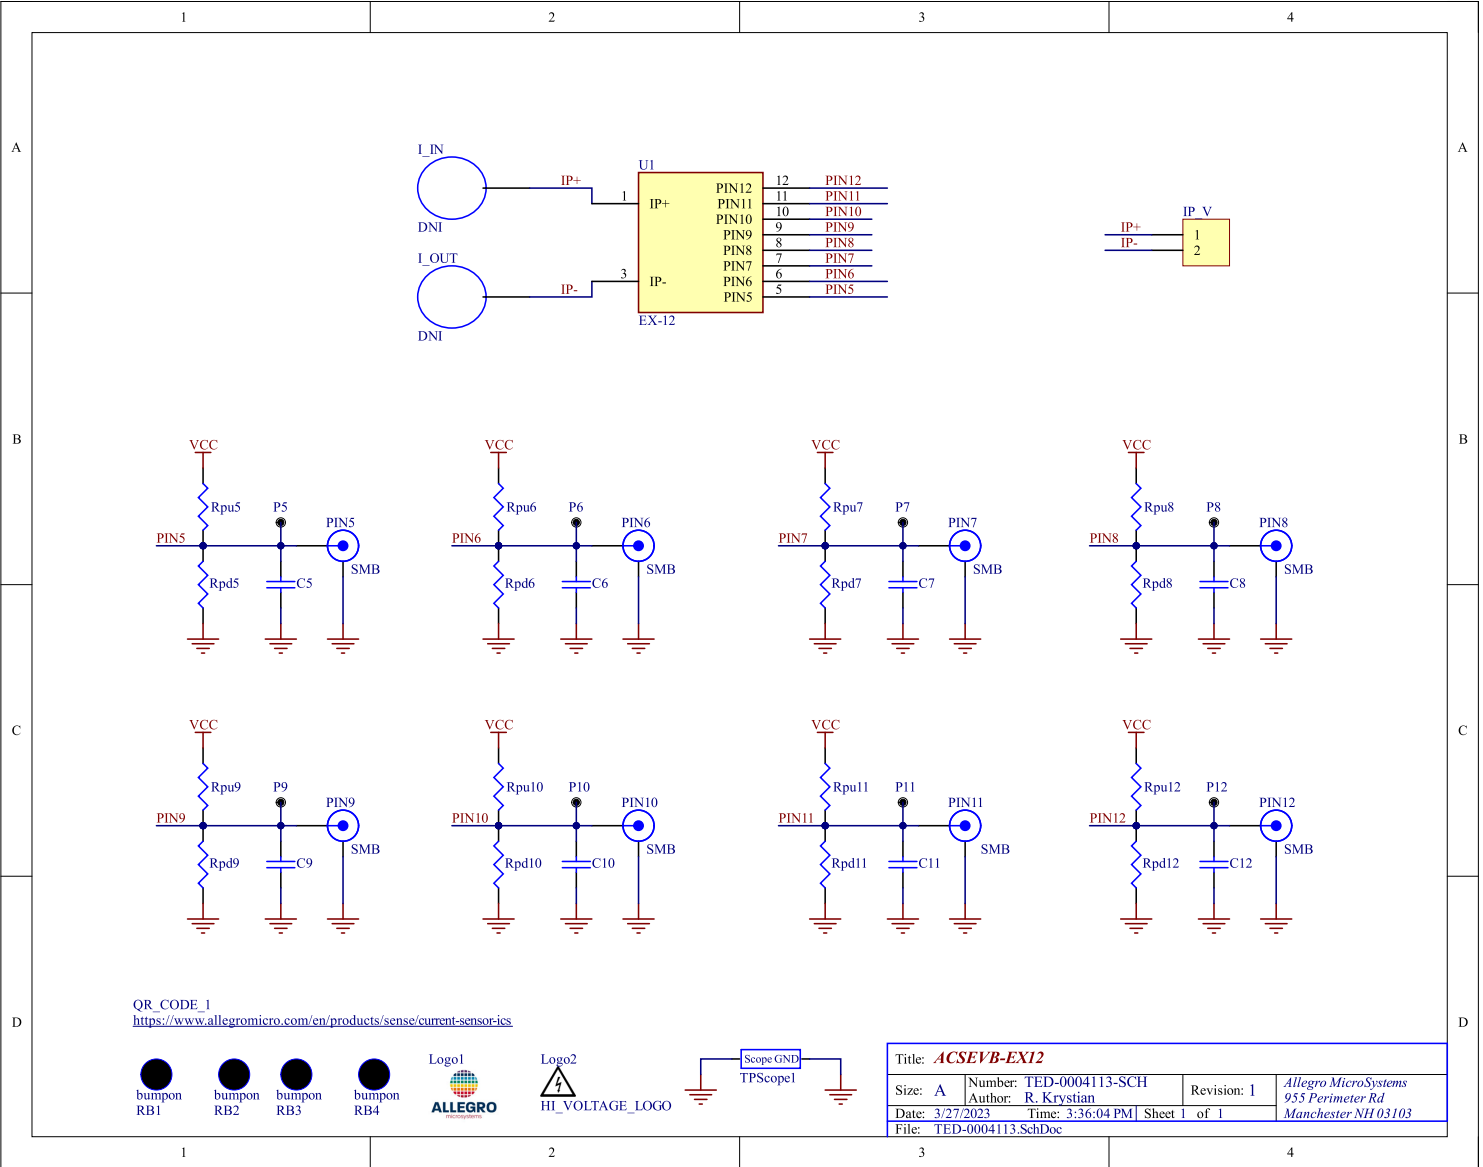 1 2 3 4
A A
I_IN
IP+
DNI
I_OUT
IP-
DNI
U1
1 IP+
3 IP-
PIN12 12 PIN12
PIN11 11 PIN11
PIN10 10 PIN10
PIN9 9 PIN9
PIN8 8 PIN8
PIN7 7 PIN7
PIN6 6 PIN6
PIN5 5 PIN5
EX-12
IP_V
IP+ 1
IP- 2
B B
VCC VCC VCC VCC
Rpu5 P5 Rpu6 P6 Rpu7 P7 Rpu8 P8
PIN5 PIN6 PIN7 PIN8
PIN5 PIN6 PIN7 PIN8
SMB SMB SMB SMB
Rpd5 C5 Rpd6 C6 Rpd7 C7 Rpd8 C8
C C
VCC VCC VCC VCC
Rpu9 P9 Rpu10 P10 Rpu11 P11 Rpu12 P12
PIN9 PIN10 PIN11 PIN12
PIN9 PIN10 PIN11 PIN12
SMB SMB SMB SMB
Rpd9 C9 Rpd10 C10 Rpd11 C11 Rpd12 C12
D D
QR_CODE_1
https://www.allegromicro.com/en/products/sense/current-sensor-ics
bumpon bumpon bumpon bumpon
RB1 RB2 RB3 RB4
Logo1
ALLEGRO
microsystems
Logo2
HI_VOLTAGE_LOGO
Scope GND
TPScope1
Title: ACSEVB-EX12
Size: A
Number: TED-0004113-SCH
Author: R. Krystian
Revision: 1
Allegro MicroSystems
955 Perimeter Rd
Manchester NH 03103
Date: 3/27/2023 Time: 3:36:04 PM Sheet 1 of 1
File: TED-0004113.SchDoc
1 2 3 4